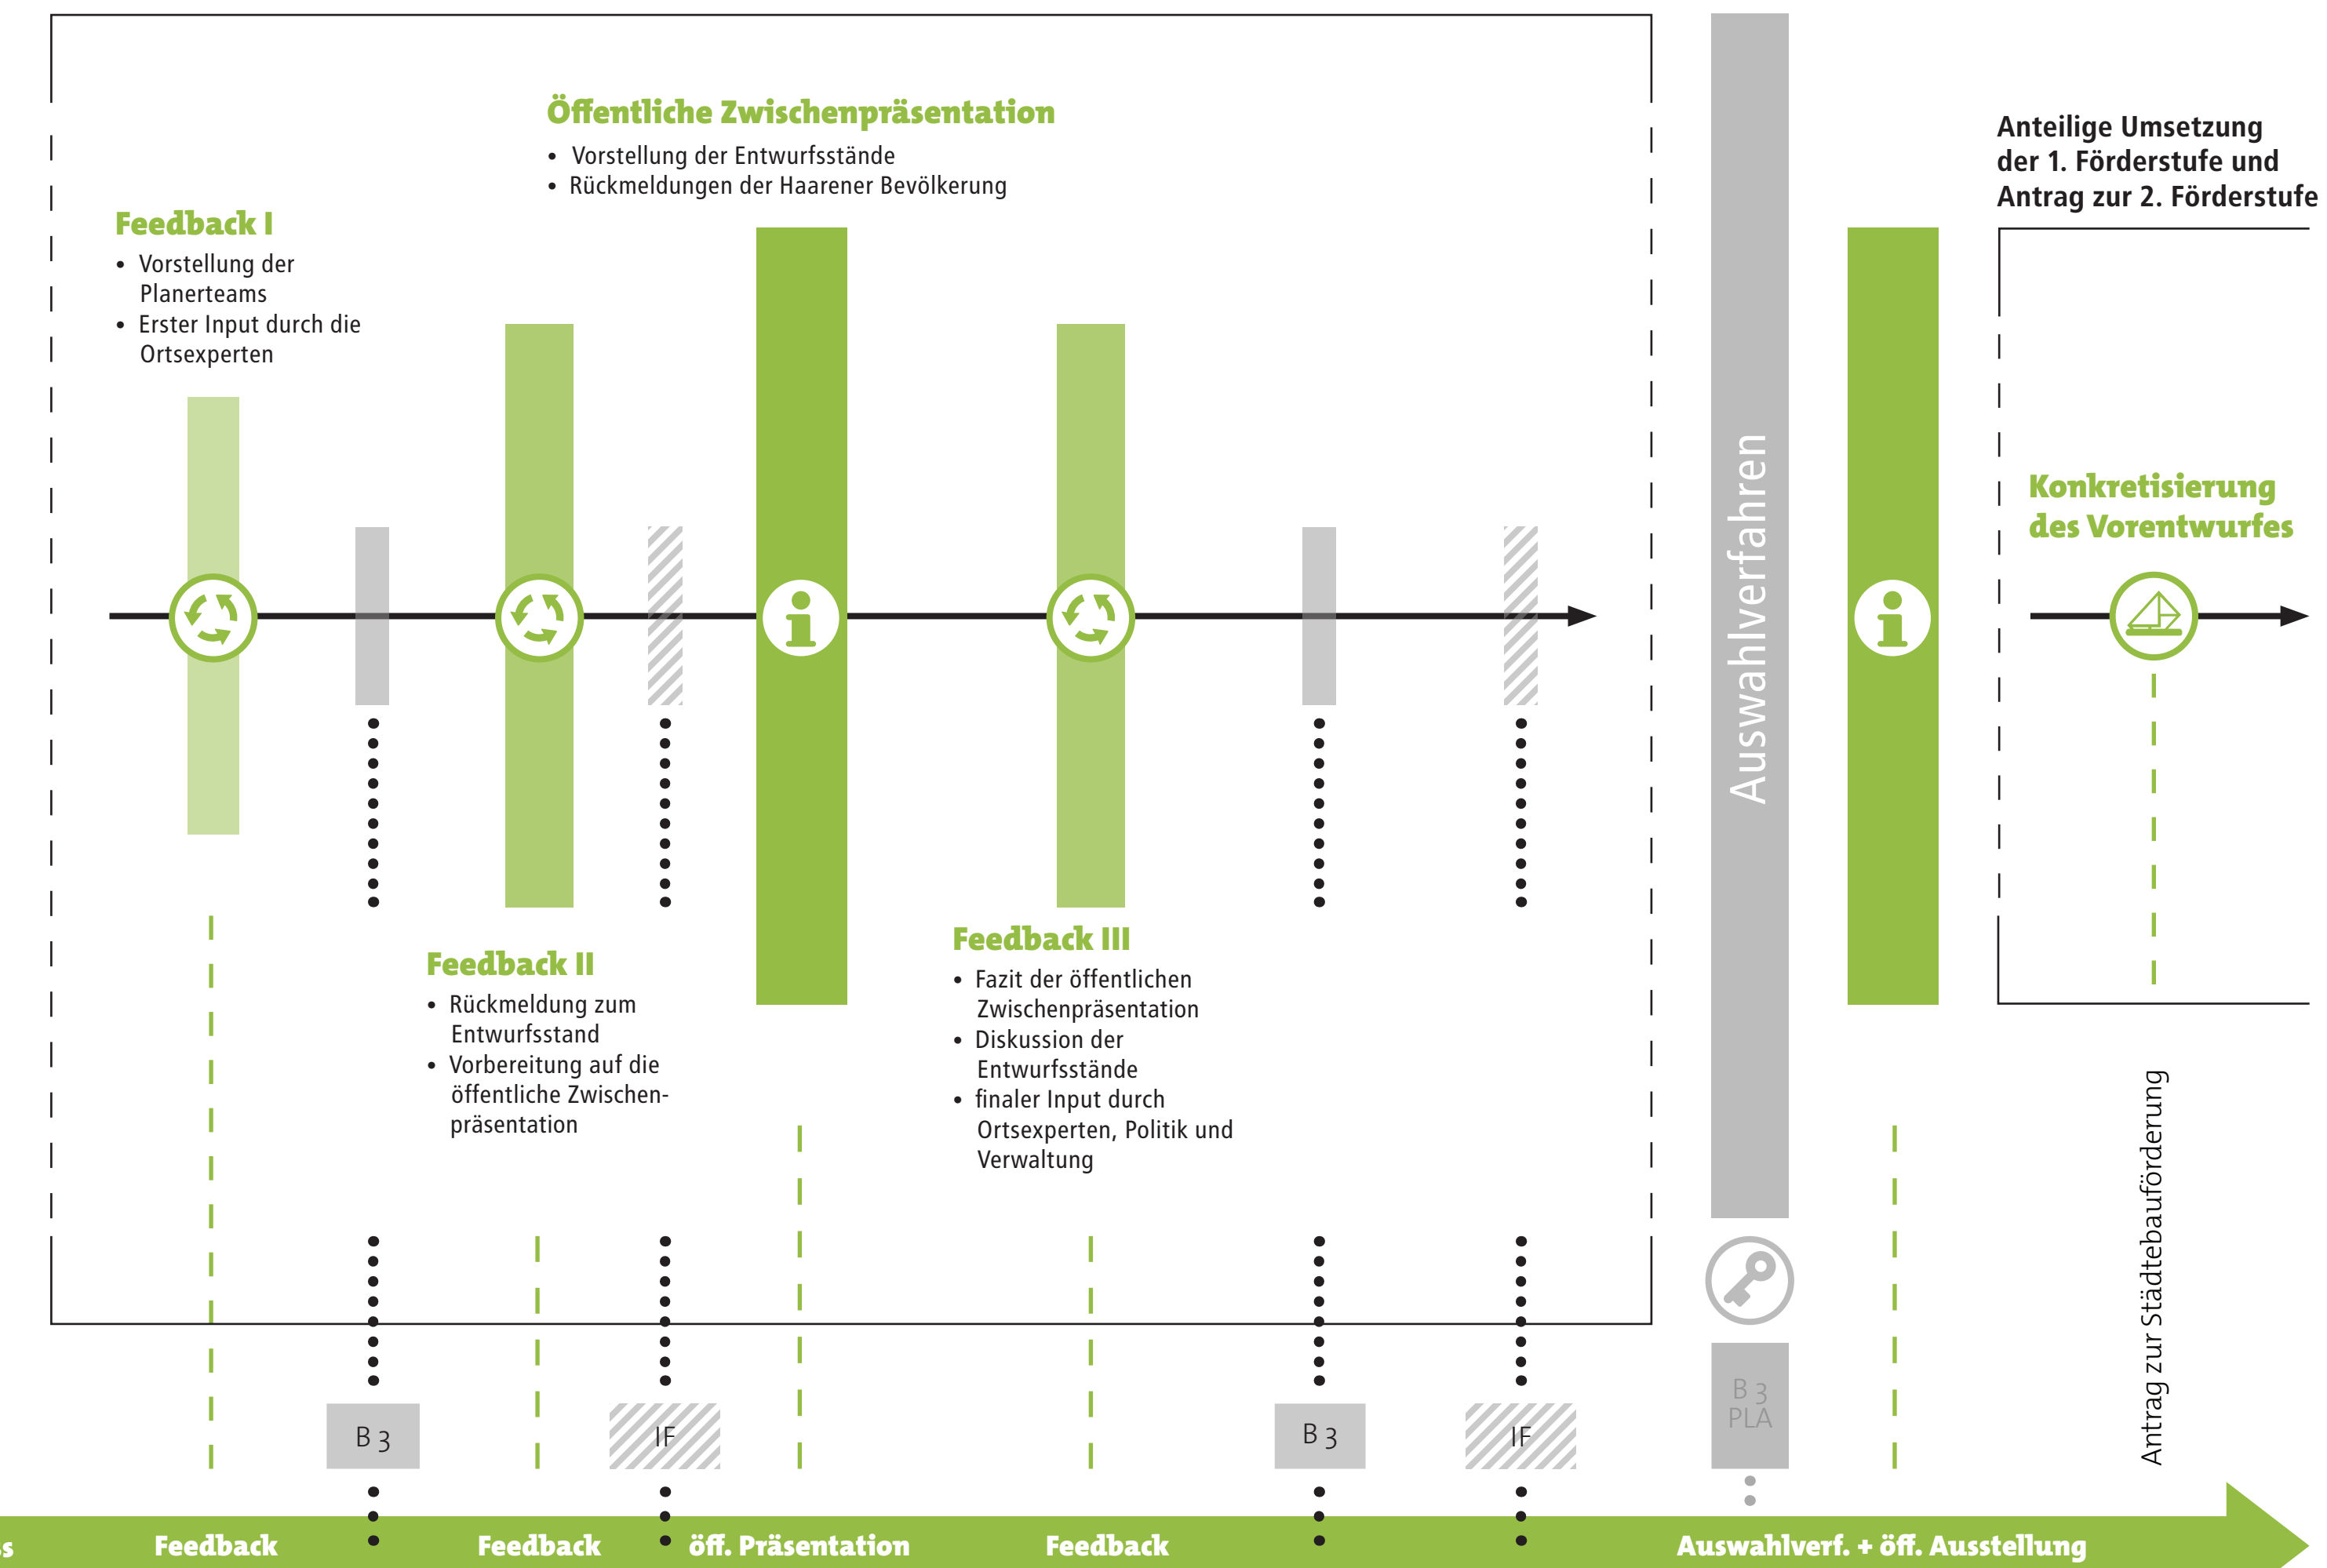 Öffentliche Zwischenpräsentation
• Vorstellung der Entwurfsstände
• Rückmeldungen der Haarener Bevölkerung
Feedback I
• Vorstellung der
Planerteams
• Erster Input durch die
Ortsexperten
Feedback II
• Rückmeldung zum
Entwurfsstand
• Vorbereitung auf die
öffentliche Zwischen-
präsentation
Feedback III
• Fazit der öffentlichen
Zwischenpräsentation
• Diskussion der
Entwurfsstände
• finaler Input durch
Ortsexperten, Politik und
Verwaltung
Auswahlverfahren
Anteilige Umsetzung
der 1. Förderstufe und
Antrag zur 2. Förderstufe
Konkretisierung
des Vorentwurfes
Antrag zur Städtebauförderung
B 3
IF
B 3
IF
B 3
PLA
Feedback
Feedback
öff. Präsentation
Feedback
Auswahlverf. + öff. Ausstellung